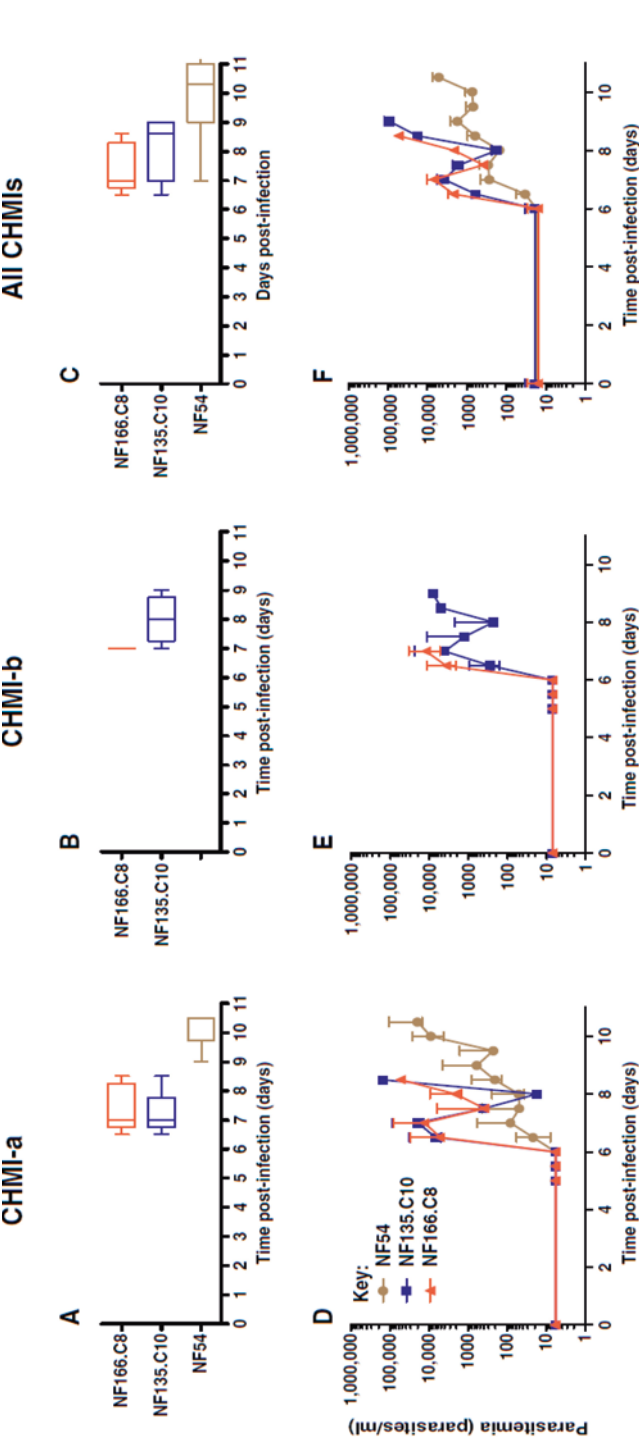 CHMI-a
CHMI-b
All CHMIs
A
NF166.C8
NF135.C10
NF54
0 1 2 3 4 5 6 7 8 9 10 11
Time post-infection (days)
B
NF166.C8
NF135.C10
0 1 2 3 4 5 6 7 8 9 10 11
Time post-infection (days)
C
NF166.C8
NF135.C10
NF54
0 1 2 3 4 5 6 7 8 9 10 11
Days post-infection
D
Parasitemia (parasites/ml)
1,000,000
100,000
10,000
1000
100
10
1
Key:
NF54
NF135.C10
NF166.C8
0 2 4 6 8 10
Time post-infection (days)
E
1,000,000
100,000
10,000
1000
100
10
1
0 2 4 6 8 10
Time post-infection (days)
F
1,000,000
100,000
10,000
1000
100
10
1
0 2 4 6 8 10
Time post-infection (days)